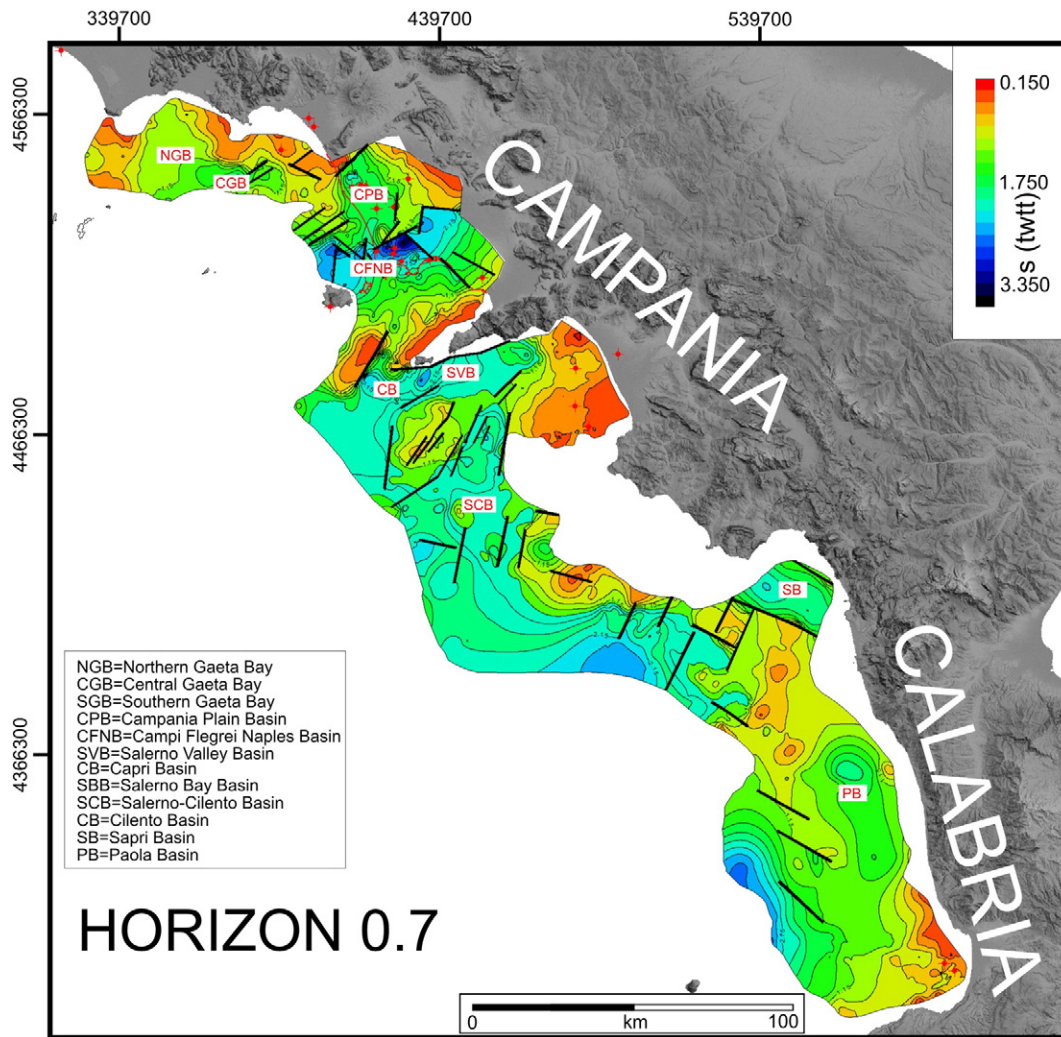 339700
439700
539700
4566300
4466300
4366300
0.150
1.750
3.350
s (twtt)
CAMPANIA
CALABRIA
NGB
CGB
CPB
CFNB
CB
SVB
SCB
SB
PB
NGB=Northern Gaeta Bay
CGB=Central Gaeta Bay
SGB=Southern Gaeta Bay
CPB=Campania Plain Basin
CFNB=Campi Flegrei Naples Basin
SVB=Salerno Valley Basin
CB=Capri Basin
SBB=Salerno Bay Basin
SCB=Salerno-Cilento Basin
CB=Cilento Basin
SB=Sapri Basin
PB=Paola Basin
HORIZON 0.7
0
km
100